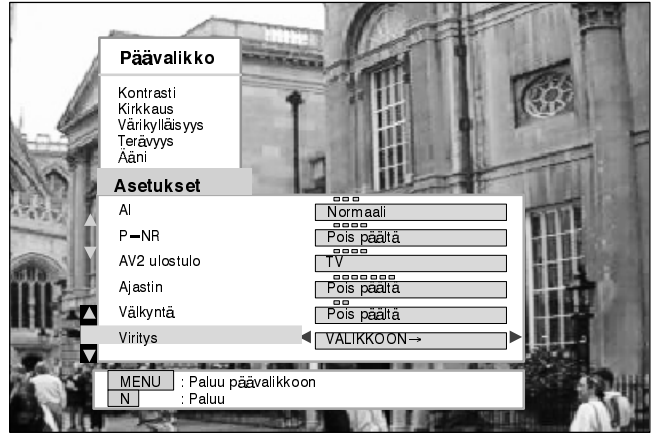 Päävalikko
Kontrasti
Kirkkaus
Värikylläisyys
Terävyys
Ääni
Asetukset
AI Normaali
P-NR Pois päältä
AV2 ulostulo TV
Ajastin Pois päältä
Välkyntä Pois päältä
Viritys VALIKKOON→
MENU : Paluu päävalikkoon
N : Paluu